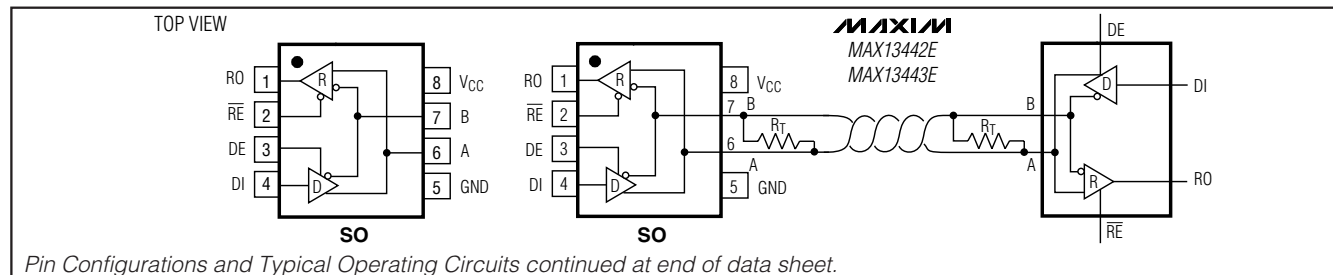 TOP VIEW
MAXIM
MAX13442E
MAX13443E
RO 1
RE 2
DE 3
DI 4
R
D
8 VCC
7 B
6 A
5 GND
SO
RO 1
RE 2
DE 3
DI 4
R
D
8 VCC
7 B
6 A
5 GND
SO
RT
RT
B
A
DE
D
DI
R
RO
RE
Pin Configurations and Typical Operating Circuits continued at end of data sheet.